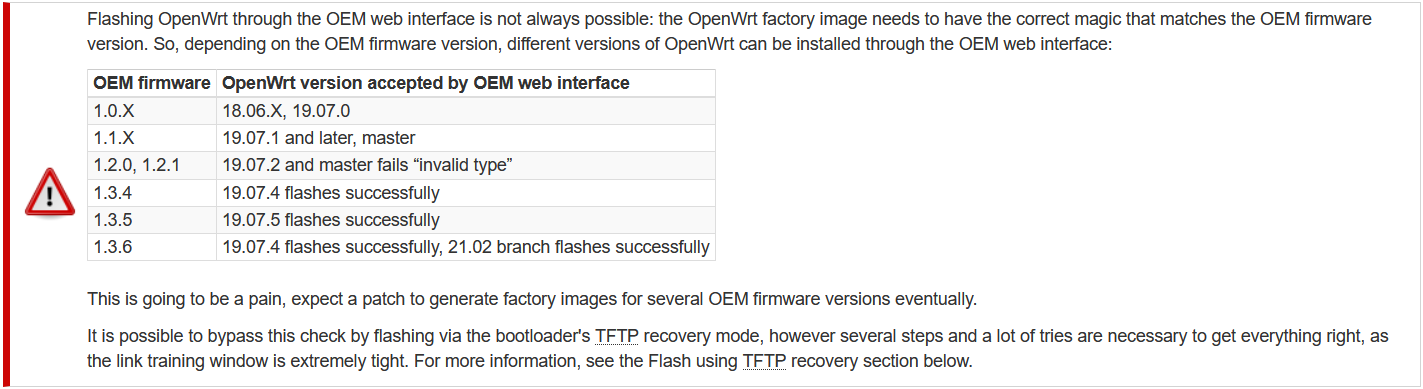 Flashing OpenWrt through the OEM web interface is not always possible: the OpenWrt factory image needs to have the correct magic that matches the OEM firmware
version. So, depending on the OEM firmware version, different versions of OpenWrt can be installed through the OEM web interface:
OEM firmware OpenWrt version accepted by OEM web interface
1.0.X 18.06.X, 19.07.0
1.1.X 19.07.1 and later, master
1.2.0, 1.2.1 19.07.2 and master fails “invalid type”
1.3.4 19.07.4 flashes successfully
1.3.5 19.07.5 flashes successfully
1.3.6 19.07.4 flashes successfully, 21.02 branch flashes successfully
This is going to be a pain, expect a patch to generate factory images for several OEM firmware versions eventually.
It is possible to bypass this check by flashing via the bootloader's TFTP recovery mode, however several steps and a lot of tries are necessary to get everything right, as
the link training window is extremely tight. For more information, see the Flash using TFTP recovery section below.